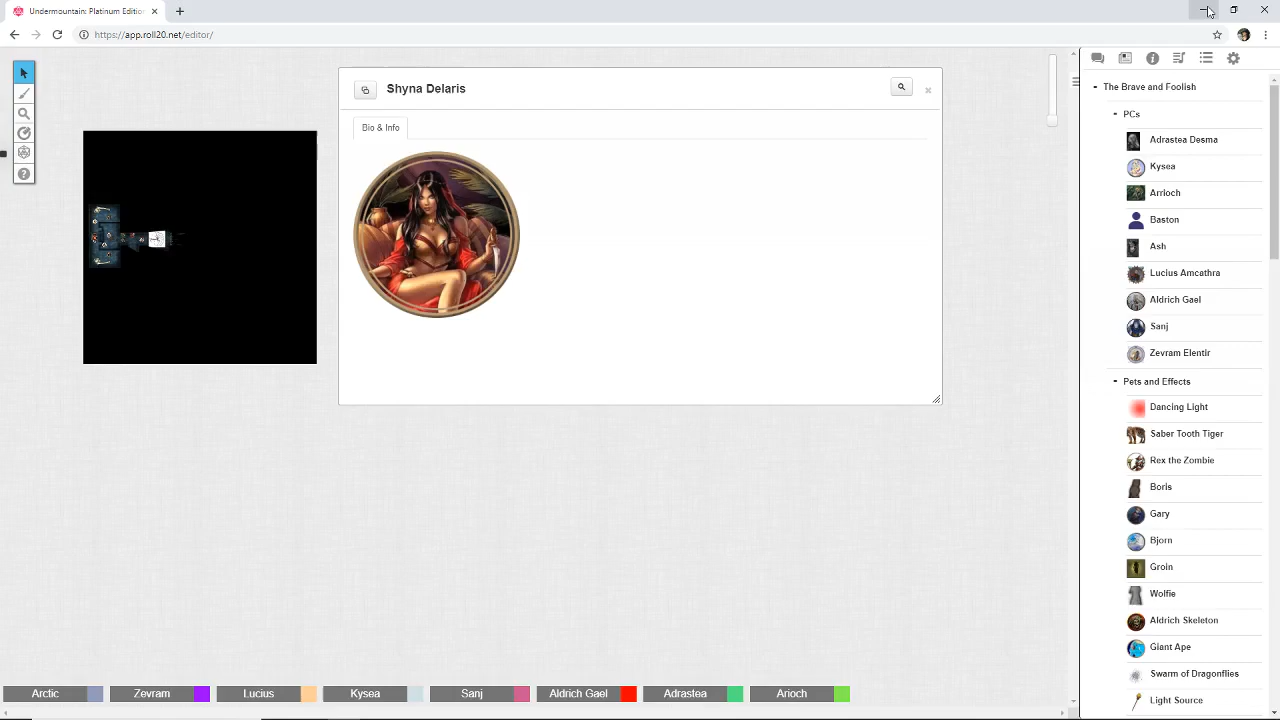 Undermountain: Platinum Edition
https://app.roll20.net/editor/
Shyna Delaris
Bio & Info
The Brave and Foolish
PCs
Adrastea Desma
Kysea
Arrioch
Baston
Ash
Lucius Amcathra
Aldrich Gael
Sanj
Zevram Elentir
Pets and Effects
Dancing Light
Saber Tooth Tiger
Rex the Zombie
Boris
Gary
Bjorn
Groin
Wolfie
Aldrich Skeleton
Giant Ape
Swarm of Dragonflies
Light Source
Arctic
Zevram
Lucius
Kysea
Sanj
Aldrich Gael
Adrastea
Arioch